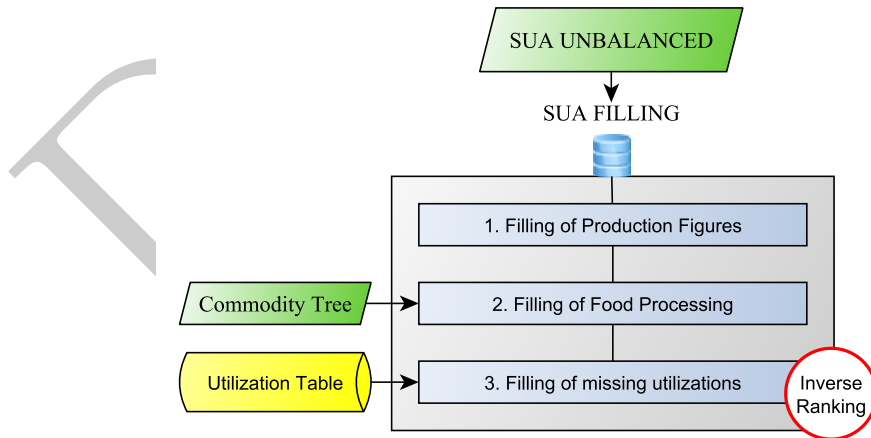 SUA UNBALANCED
SUA FILLING
1. Filling of Production Figures
Commodity Tree
2. Filling of Food Processing
Utilization Table
3. Filling of missing utilizations
Inverse
Ranking